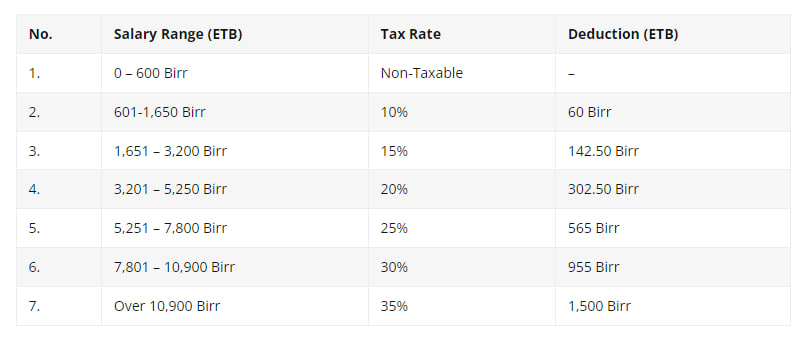 No. Salary Range (ETB) Tax Rate Deduction (ETB)
1. 0 – 600 Birr Non-Taxable –
2. 601-1,650 Birr 10% 60 Birr
3. 1,651 – 3,200 Birr 15% 142.50 Birr
4. 3,201 – 5,250 Birr 20% 302.50 Birr
5. 5,251 – 7,800 Birr 25% 565 Birr
6. 7,801 – 10,900 Birr 30% 955 Birr
7. Over 10,900 Birr 35% 1,500 Birr